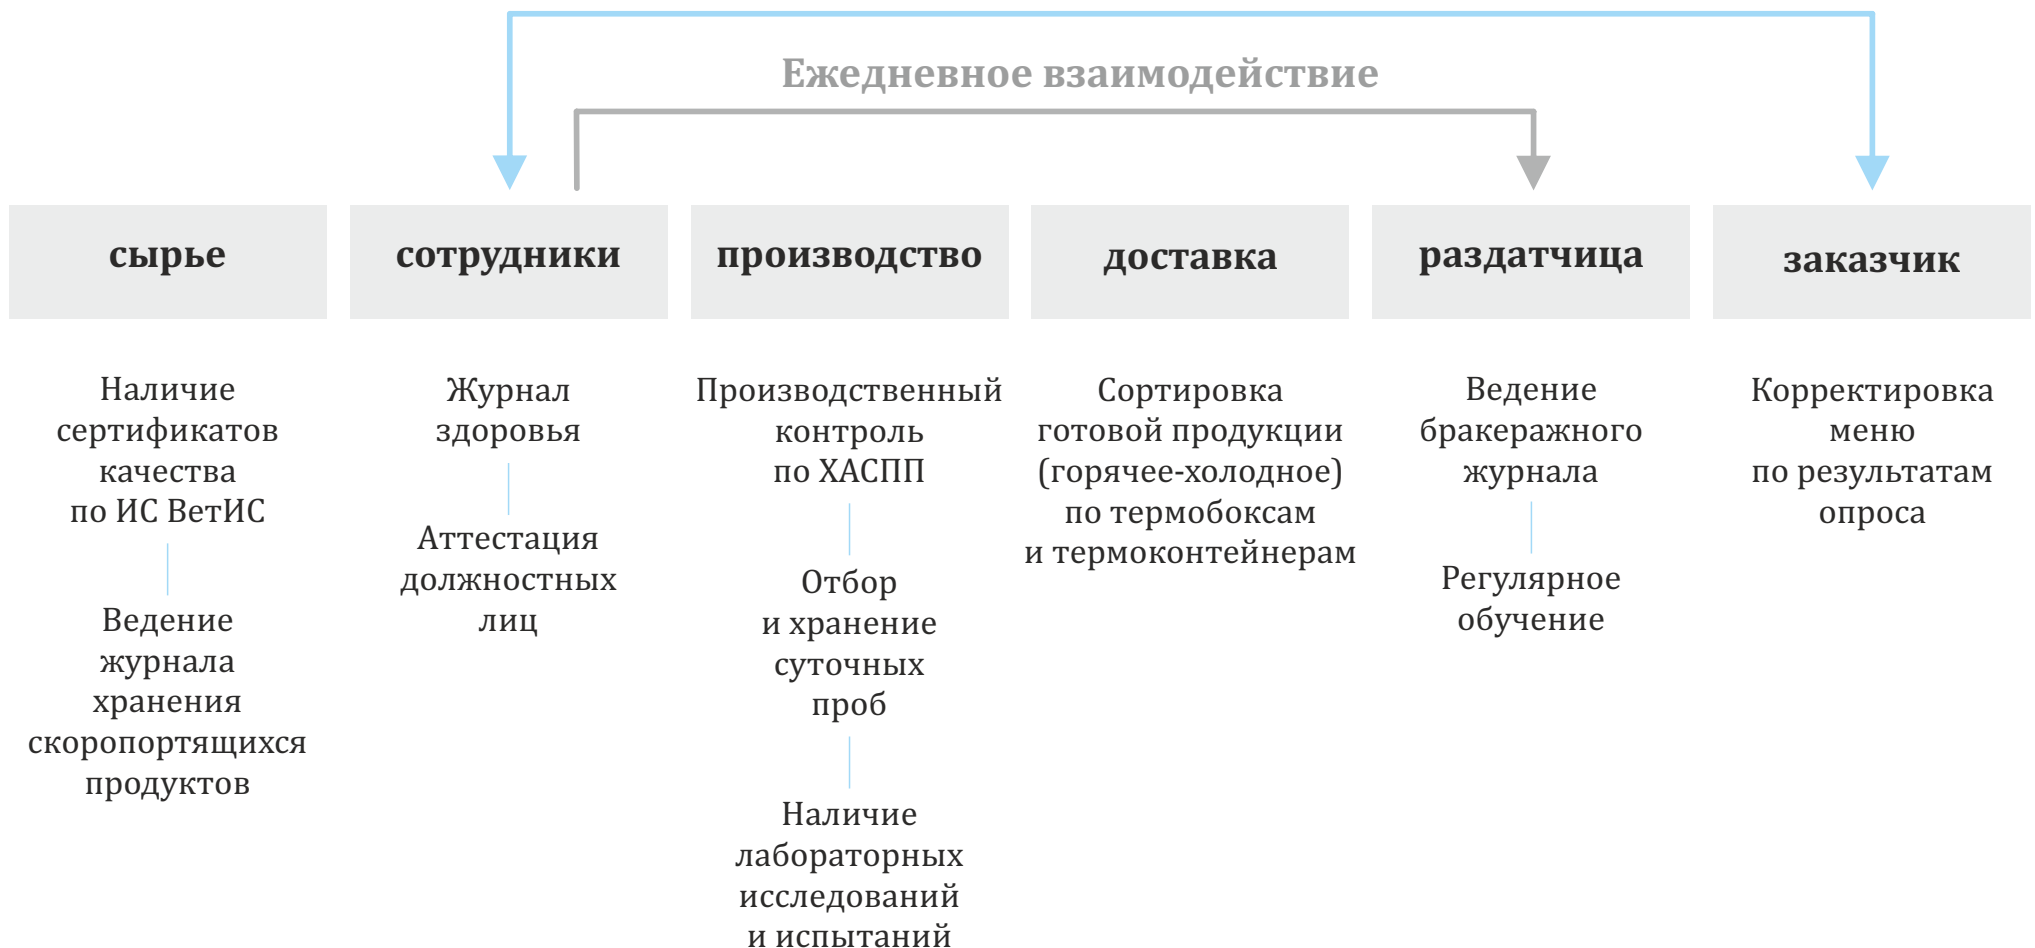 Ежедневное взаимодействие
сырье
Наличие
сертификатов
качества
по ИС ВетИС
Ведение
журнала
хранения
скоропортящихся
продуктов
сотрудники
Журнал
здоровья
Аттестация
должностных
лиц
производство
Производственный
контроль
по ХАСПП
Отбор
и хранение
суточных
проб
Наличие
лабораторных
исследований
и испытаний
доставка
Сортировка
готовой продукции
(горячее-холодное)
по термобоксам
и термоконтейнерам
раздатчица
Ведение
бракеражного
журнала
Регулярное
обучение
заказчик
Корректировка
меню
по результатам
опроса